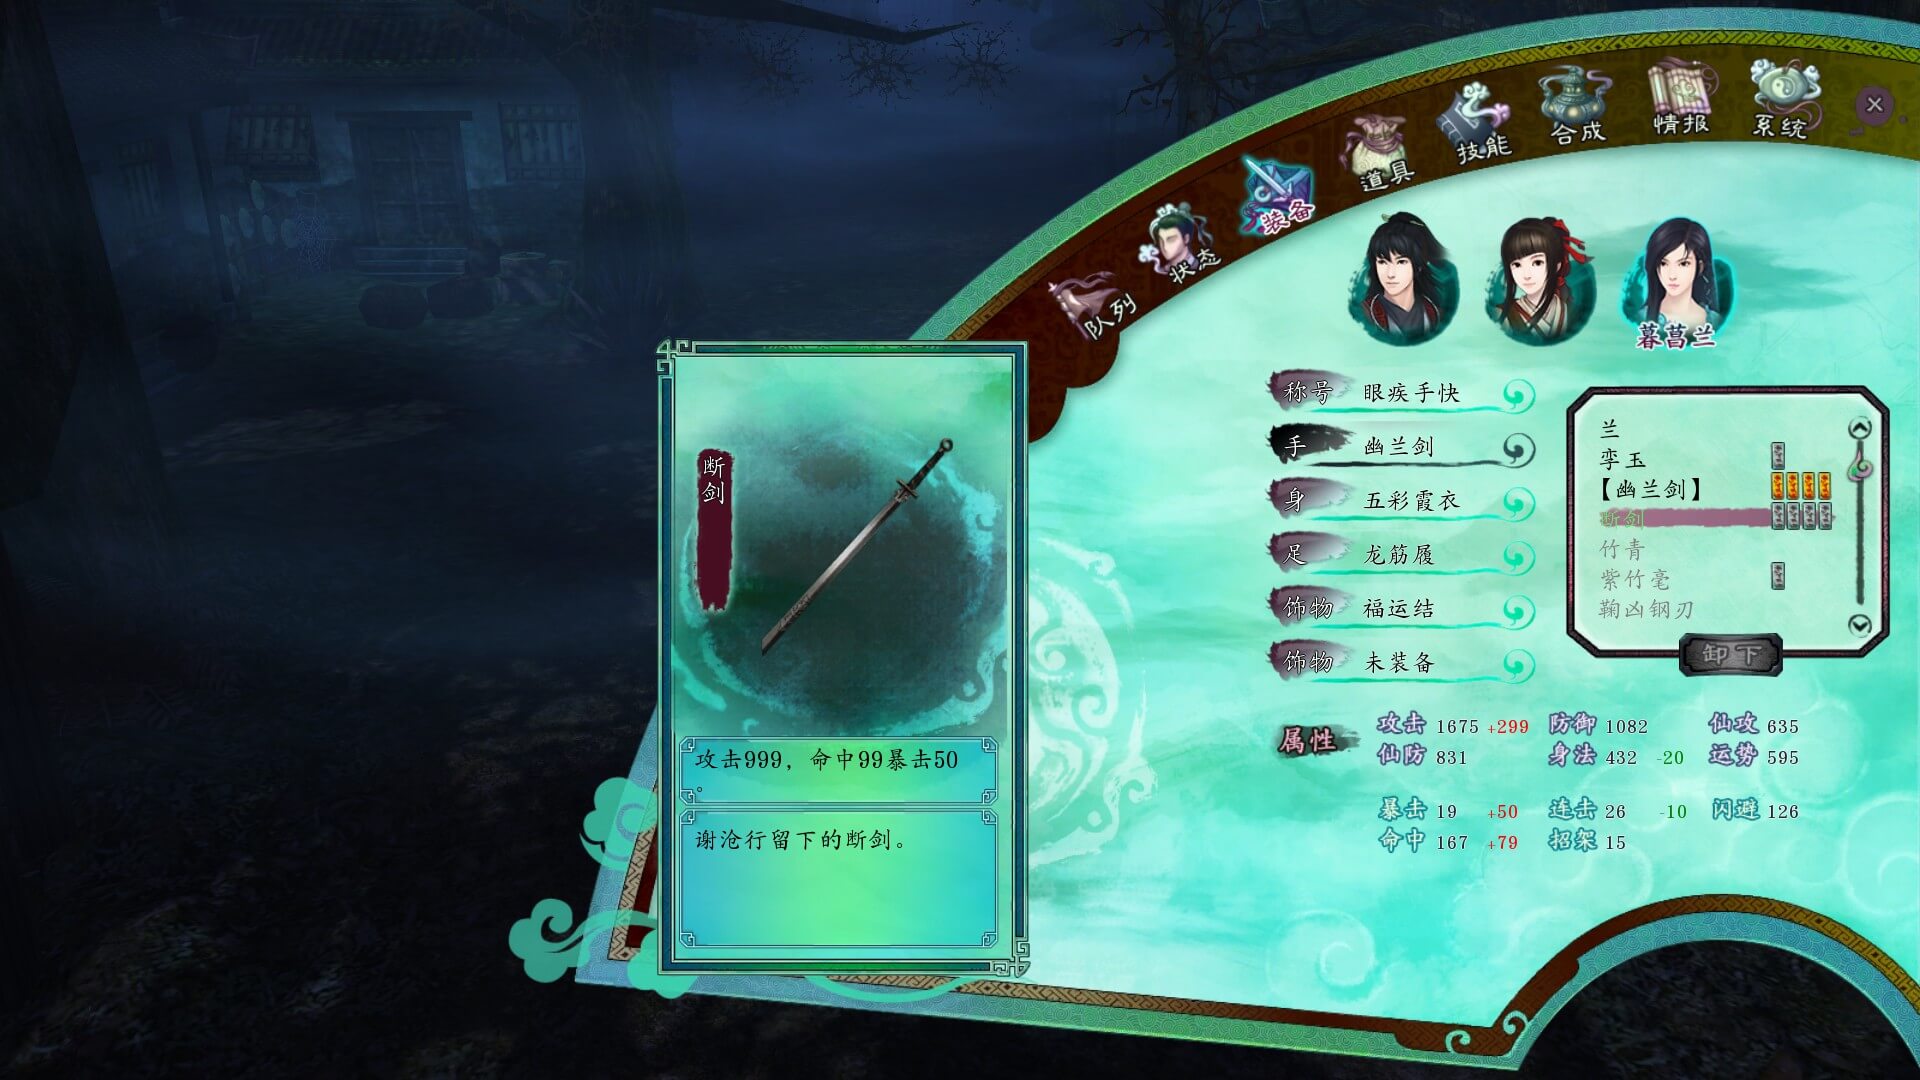 队列
状态
装备
道具
技能
合成
情报
系统
暮菖兰
称号 眼疾手快
手 幽兰剑
身 五彩霞衣
足 龙筋履
饰物 福运结
饰物 未装备
兰
孪玉
【幽兰剑】
断剑
竹青
紫竹毫
鞠凶钢刃
卸下
断剑
攻击999，命中99暴击50
。
谢沧行留下的断剑。
属性
攻击 1675 +299 防御 1082 仙攻 635
仙防 831 身法 432 -20 运势 595
暴击 19 +50 连击 26 -10 闪避 126
命中 167 +79 招架 15